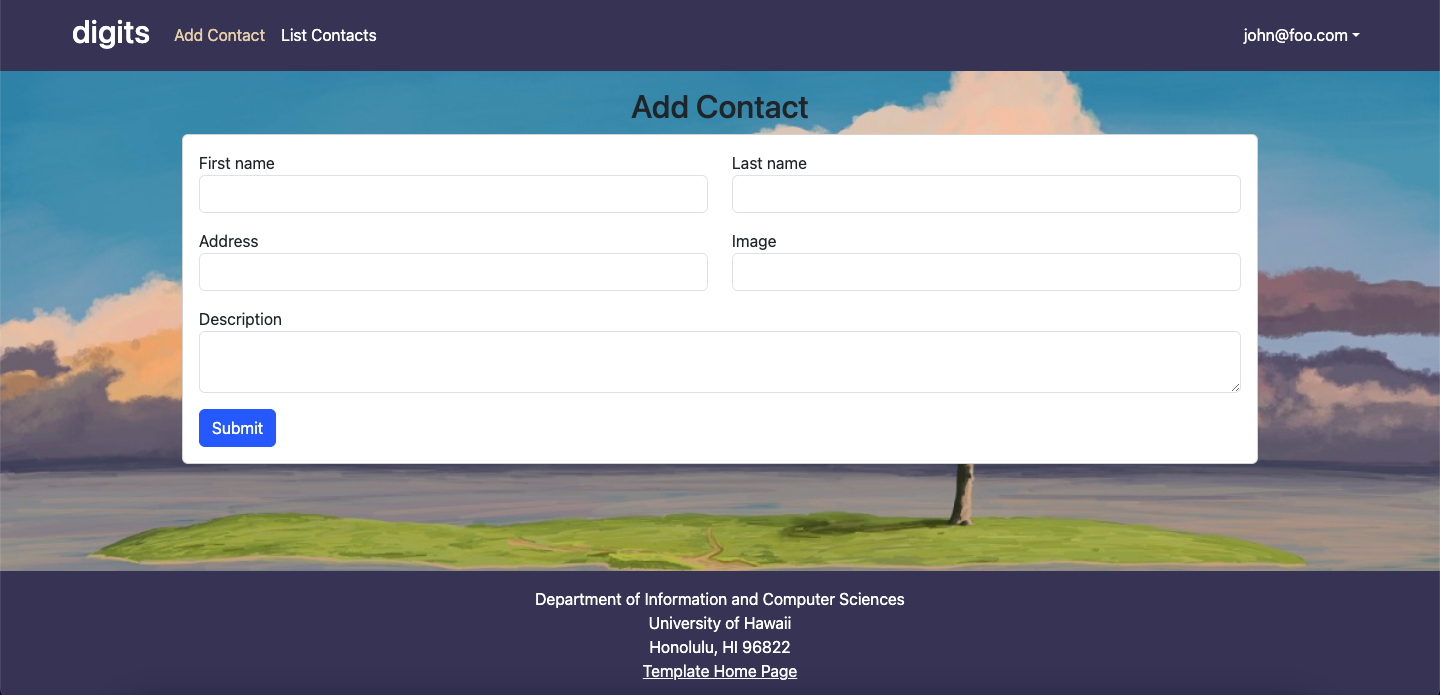 digits Add Contact List Contacts john@foo.com
Add Contact
First name Last name
Address Image
Description
Submit
Department of Information and Computer Sciences
University of Hawaii
Honolulu, HI 96822
Template Home Page